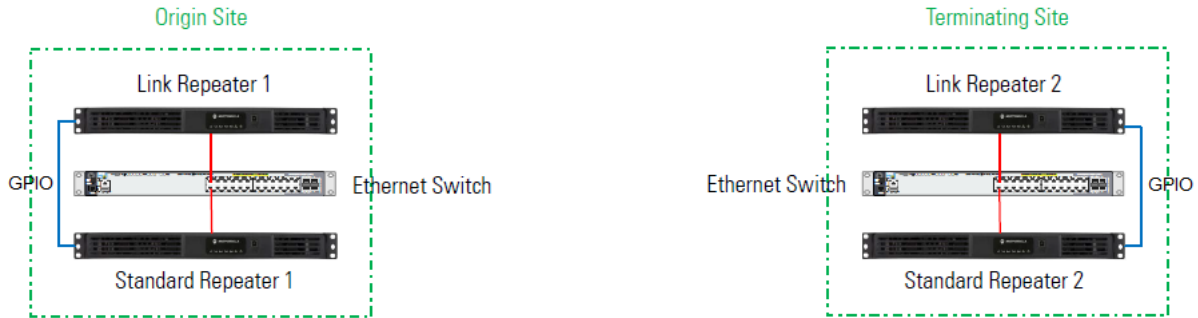 Origin Site
Terminating Site
Link Repeater 1
Link Repeater 2
GPIO
Ethernet Switch
Ethernet Switch
GPIO
Standard Repeater 1
Standard Repeater 2